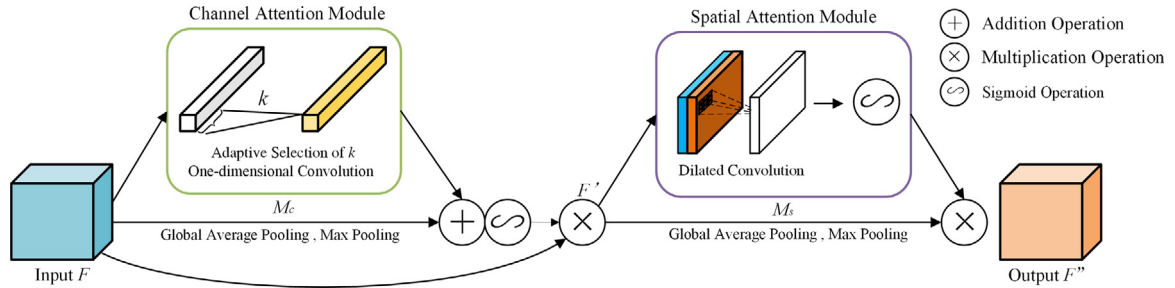 Channel Attention Module
Spatial Attention Module
Addition Operation
Multiplication Operation
Sigmoid Operation
k
Adaptive Selection of k
One-dimensional Convolution
Dilated Convolution
F'
Mc
Global Average Pooling , Max Pooling
Ms
Global Average Pooling , Max Pooling
Input F
Output F"